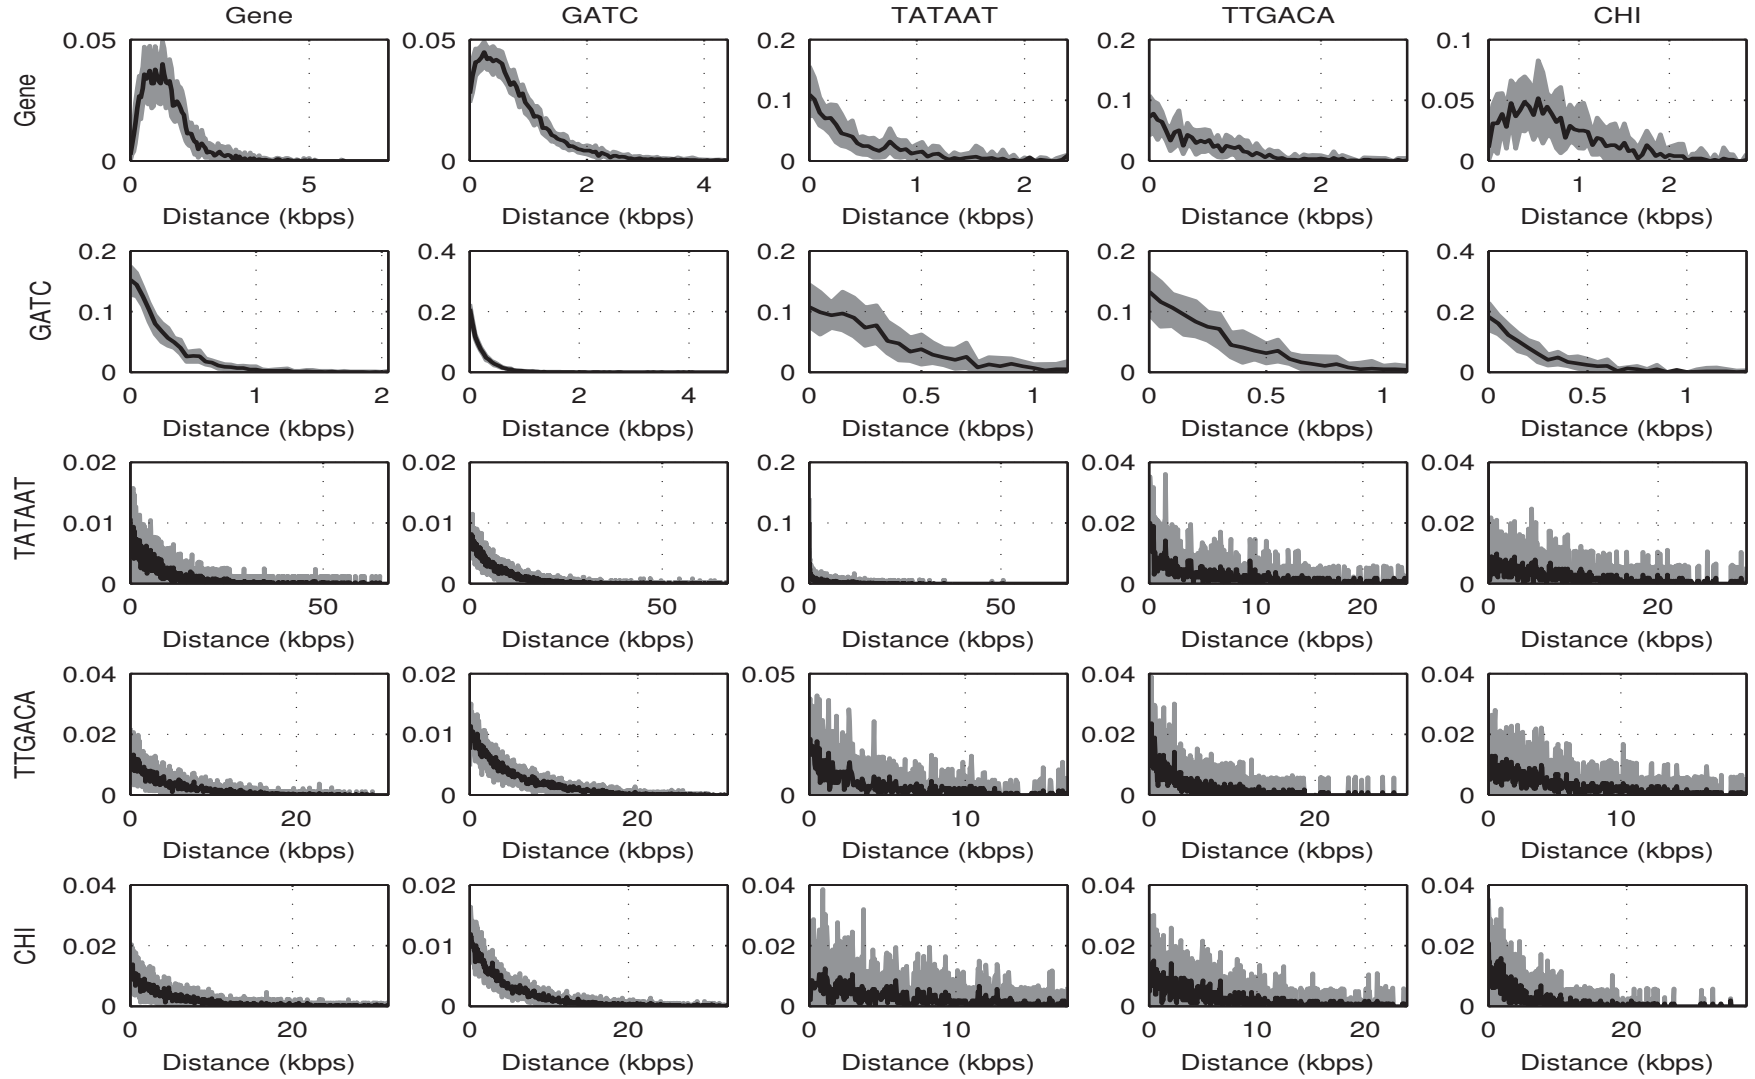 Gene GATC TATAAT TTGACA CHI
0.05 0.05 0.2 0.2 0.1
Gene
0.1 0.1 0.05
0 0 0 0 0
0 5 0 2 4 0 1 2 0 2 0 1 2
Distance (kbps) Distance (kbps) Distance (kbps) Distance (kbps) Distance (kbps)
0.2 0.4 0.2 0.2 0.4
GATC
0.1 0.2 0.1 0.1 0.2
0 0 0 0 0
0 1 2 0 2 4 0 0.5 1 0 0.5 1 0 0.5 1
Distance (kbps) Distance (kbps) Distance (kbps) Distance (kbps) Distance (kbps)
0.02 0.02 0.2 0.04 0.04
TATAAT
0.01 0.01 0.1 0.02 0.02
0 0 0 0 0
0 50 0 50 0 50 0 10 20 0 20
Distance (kbps) Distance (kbps) Distance (kbps) Distance (kbps) Distance (kbps)
0.04 0.02 0.05 0.04 0.04
TTGACA
0.02 0.01 0.02 0.02
0 0 0 0 0
0 20 0 20 0 10 0 20 0 10
Distance (kbps) Distance (kbps) Distance (kbps) Distance (kbps) Distance (kbps)
0.04 0.02 0.04 0.04 0.04
CHI
0.02 0.01 0.02 0.02 0.02
0 0 0 0 0
0 20 0 20 0 10 0 10 20 0 20
Distance (kbps) Distance (kbps) Distance (kbps) Distance (kbps) Distance (kbps)